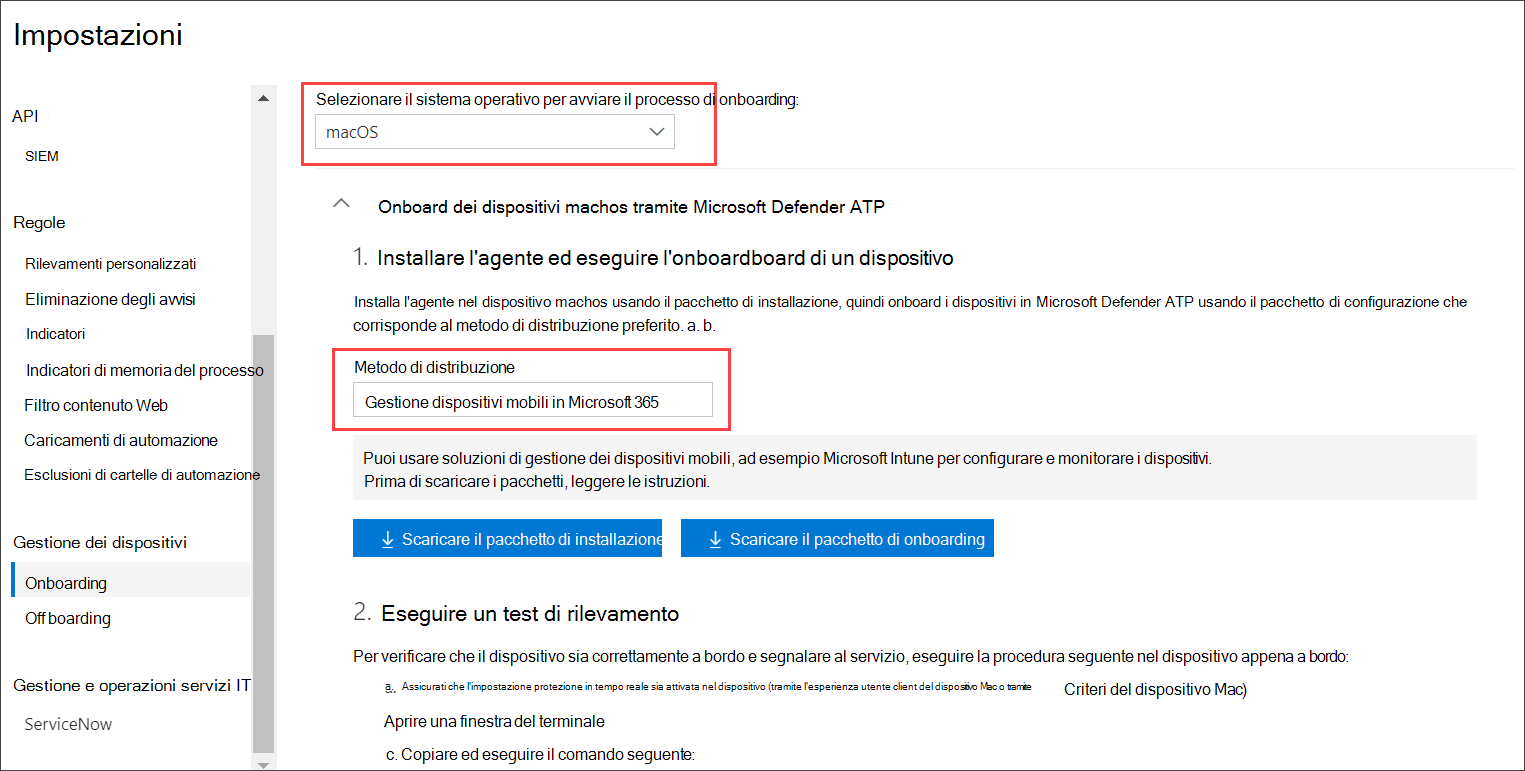 Impostazioni
API
SIEM
Regole
Rilevamenti personalizzati
Eliminazione degli avvisi
Indicatori
Indicatori di memoria del processo
Filtro contenuto Web
Caricamenti di automazione
Esclusioni di cartelle di automazione
Gestione dei dispositivi
Onboarding
Offboarding
Gestione e operazioni servizi IT
ServiceNow
Selezionare il sistema operativo per avviare il processo di onboarding:
macOS
Onboard dei dispositivi machos tramite Microsoft Defender ATP
1. Installare l'agente ed eseguire l'onboardboard di un dispositivo
Installa l'agente nel dispositivo machos usando il pacchetto di installazione, quindi onboard i dispositivi in Microsoft Defender ATP usando il pacchetto di configurazione che
corrisponde al metodo di distribuzione preferito. a. b.
Metodo di distribuzione
Gestione dispositivi mobili in Microsoft 365
Puoi usare soluzioni di gestione dei dispositivi mobili, ad esempio Microsoft Intune per configurare e monitorare i dispositivi.
Prima di scaricare i pacchetti, leggere le istruzioni.
Scaricare il pacchetto di installazione
Scaricare il pacchetto di onboarding
2. Eseguire un test di rilevamento
Per verificare che il dispositivo sia correttamente a bordo e segnalare al servizio, eseguire la procedura seguente nel dispositivo appena a bordo:
a. Assicurati che l'impostazione protezione in tempo reale sia attivata nel dispositivo (tramite l'esperienza utente client del dispositivo Mac o tramite Criteri del dispositivo Mac)
Aprire una finestra del terminale
c. Copiare ed eseguire il comando seguente: